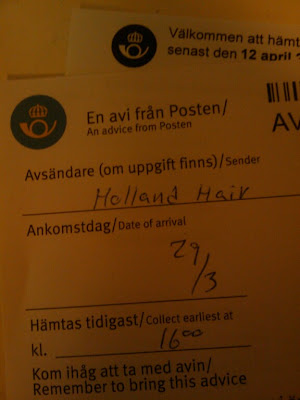 Välkommen att hämt
senast den 12 april
En avi från Posten/
An advice from Posten
AV
Avsändare (om uppgift finns)/Sender
Holland Hair
Ankomstdag/Date of arrival
29/3
Hämtas tidigast/Collect earliest at
kl. 16⁰⁰
Kom ihåg att ta med avin/
Remember to bring this advice